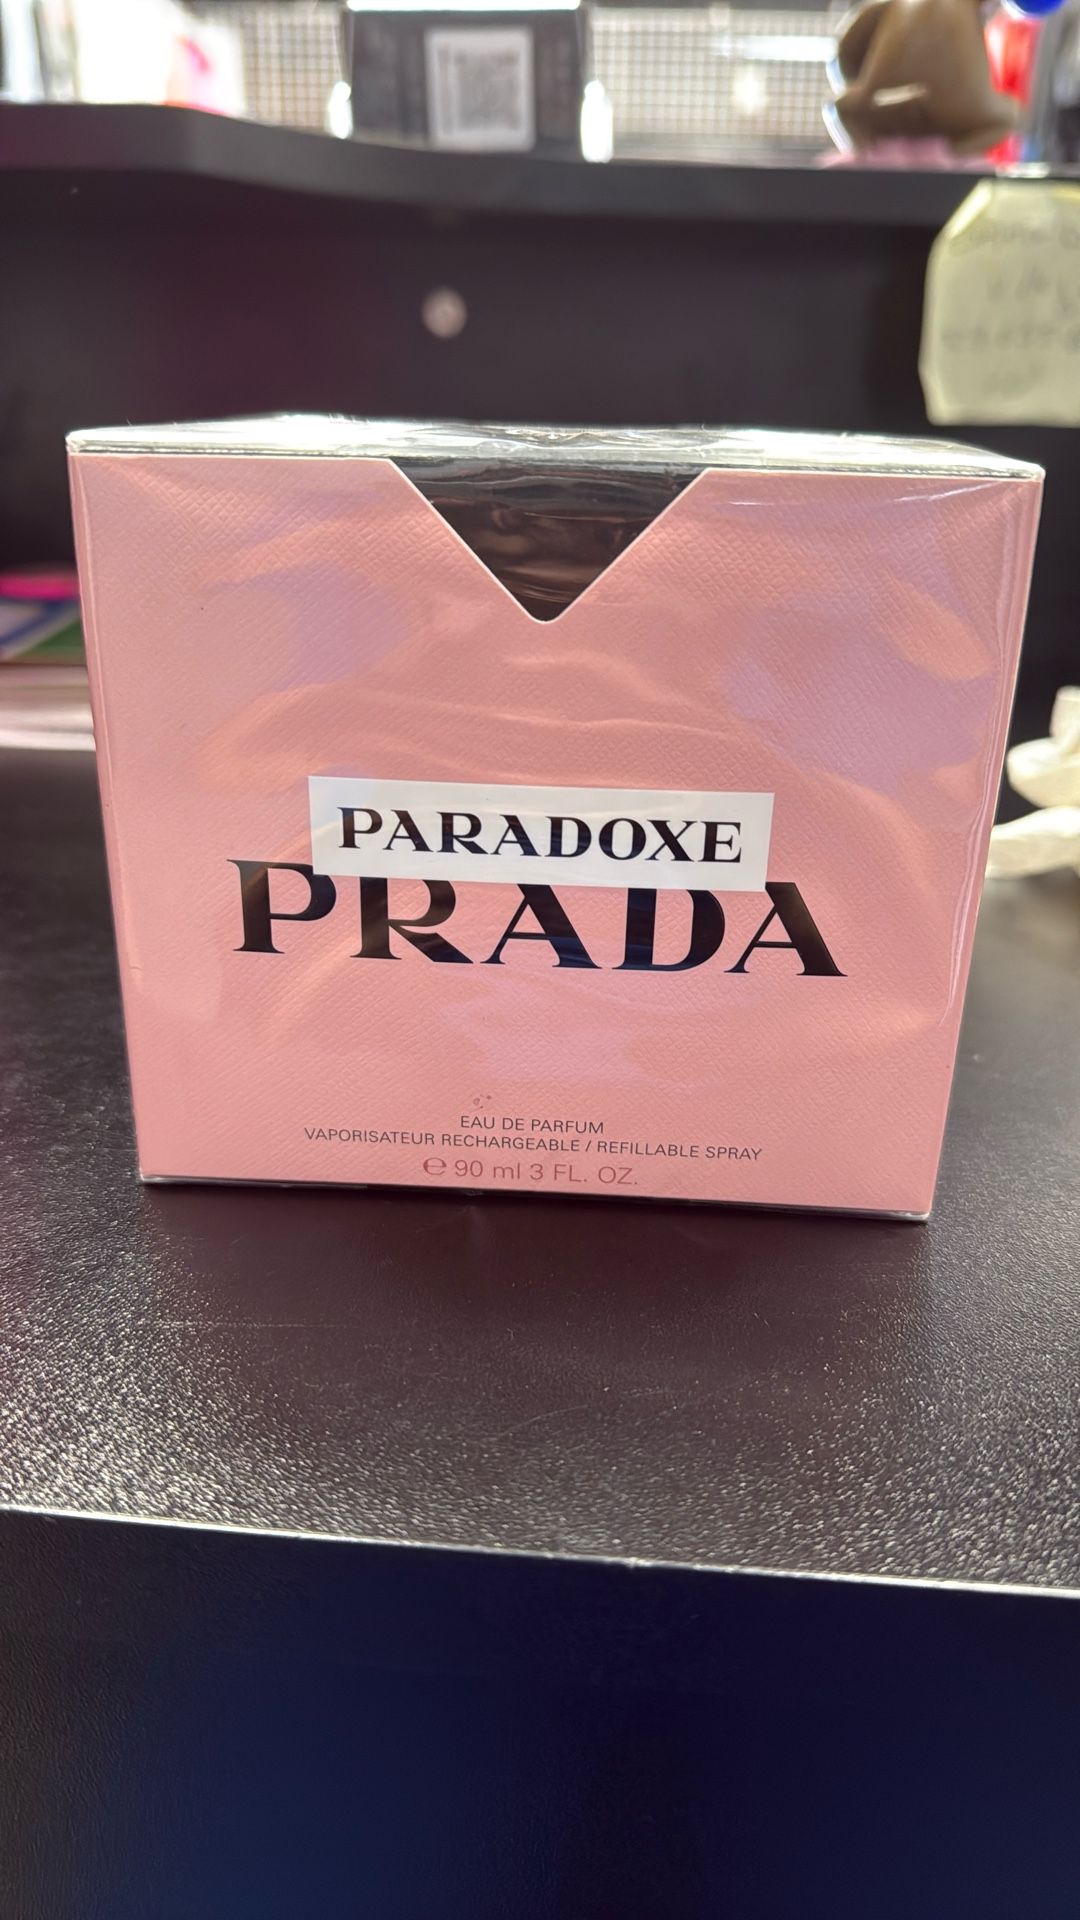 PARADOXE
PRADA
EAU DE PARFUM
VAPORISATEUR RECHARGEABLE / REFILLABLE SPRAY
℮ 90 ml 3 FL. OZ.